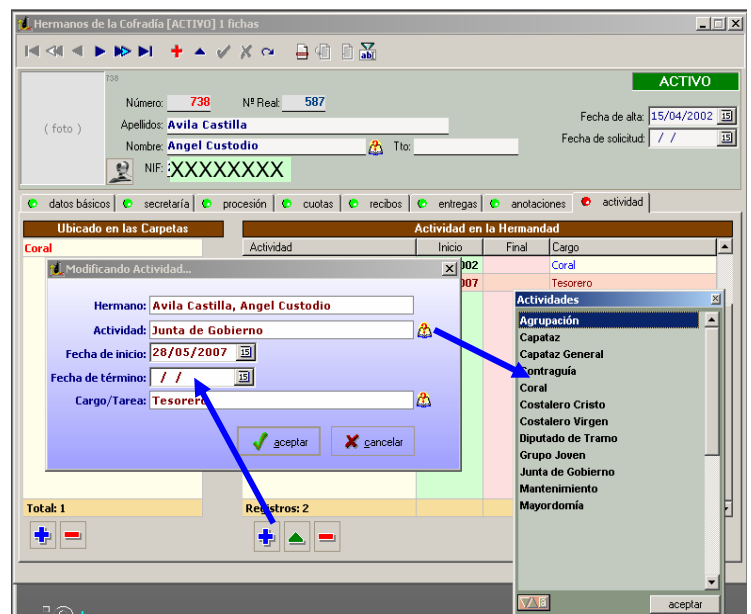 Hermanos de la Cofradía [ACTIVO] 1 fichas
738
ACTIVO
( foto )
Número: 738 Nº Real: 587
Fecha de alta: 15/04/2002
Apellidos: Avila Castilla
Fecha de solicitud: / /
Nombre: Angel Custodio Tto:
NIF: XXXXXXXX
datos básicos secretaría procesión cuotas recibos entregas anotaciones actividad
Ubicado en las Carpetas Actividad en la Hermandad
Coral Actividad Inicio Final Cargo
002 Coral
007 Tesorero
Modificando Actividad...
Hermano: Avila Castilla, Angel Custodio
Actividad: Junta de Gobierno
Fecha de inicio: 28/05/2007
Fecha de término: / /
Cargo/Tarea: Tesorero
aceptar cancelar
Actividades
Agrupación
Capataz
Capataz General
Contraguía
Coral
Costalero Cristo
Costalero Virgen
Diputado de Tramo
Grupo Joven
Junta de Gobierno
Mantenimiento
Mayordomía
aceptar
Total: 1 Registros: 2